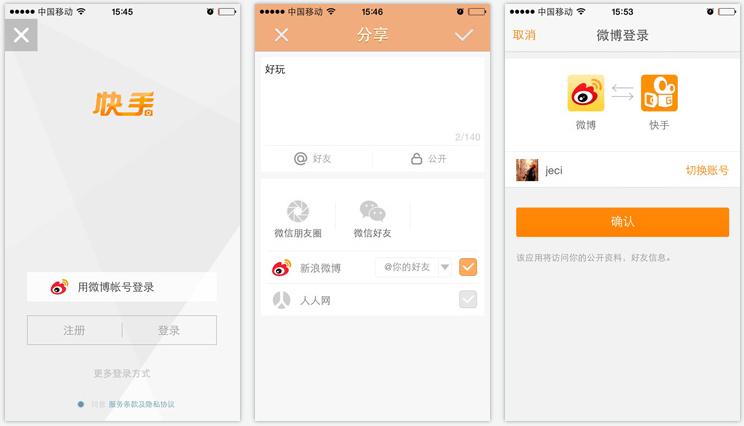 中国移动
15:45
快手
用微博帐号登录
注册
登录
更多登录方式
同意 服务条款及隐私协议
中国移动
15:46
分享
好玩
2/140
@ 好友
公开
微信朋友圈
微信好友
新浪微博
@你的好友
人人网
中国移动
15:53
取消
微博登录
微博
快手
jeci
切换账号
确认
该应用将访问你的公开资料，好友信息。